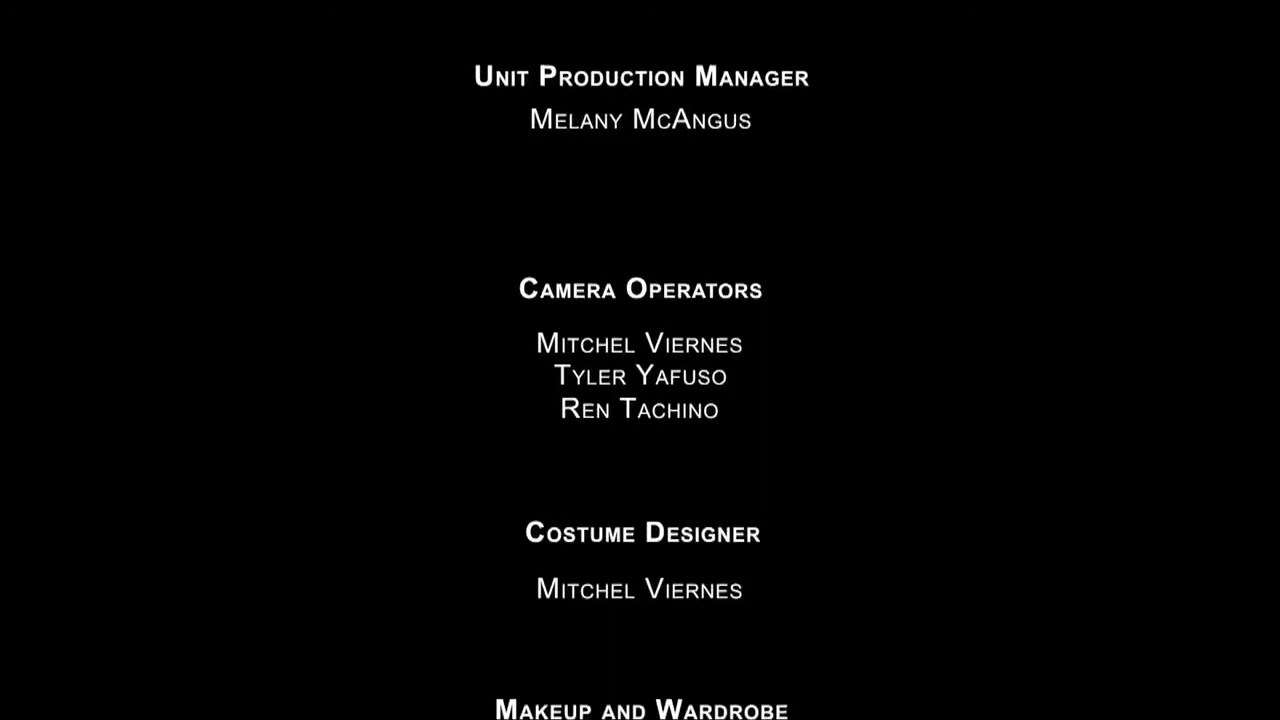 Unit Production Manager
Melany McAngus
Camera Operators
Mitchel Viernes
Tyler Yafuso
Ren Tachino
Costume Designer
Mitchel Viernes
Makeup and Wardrobe